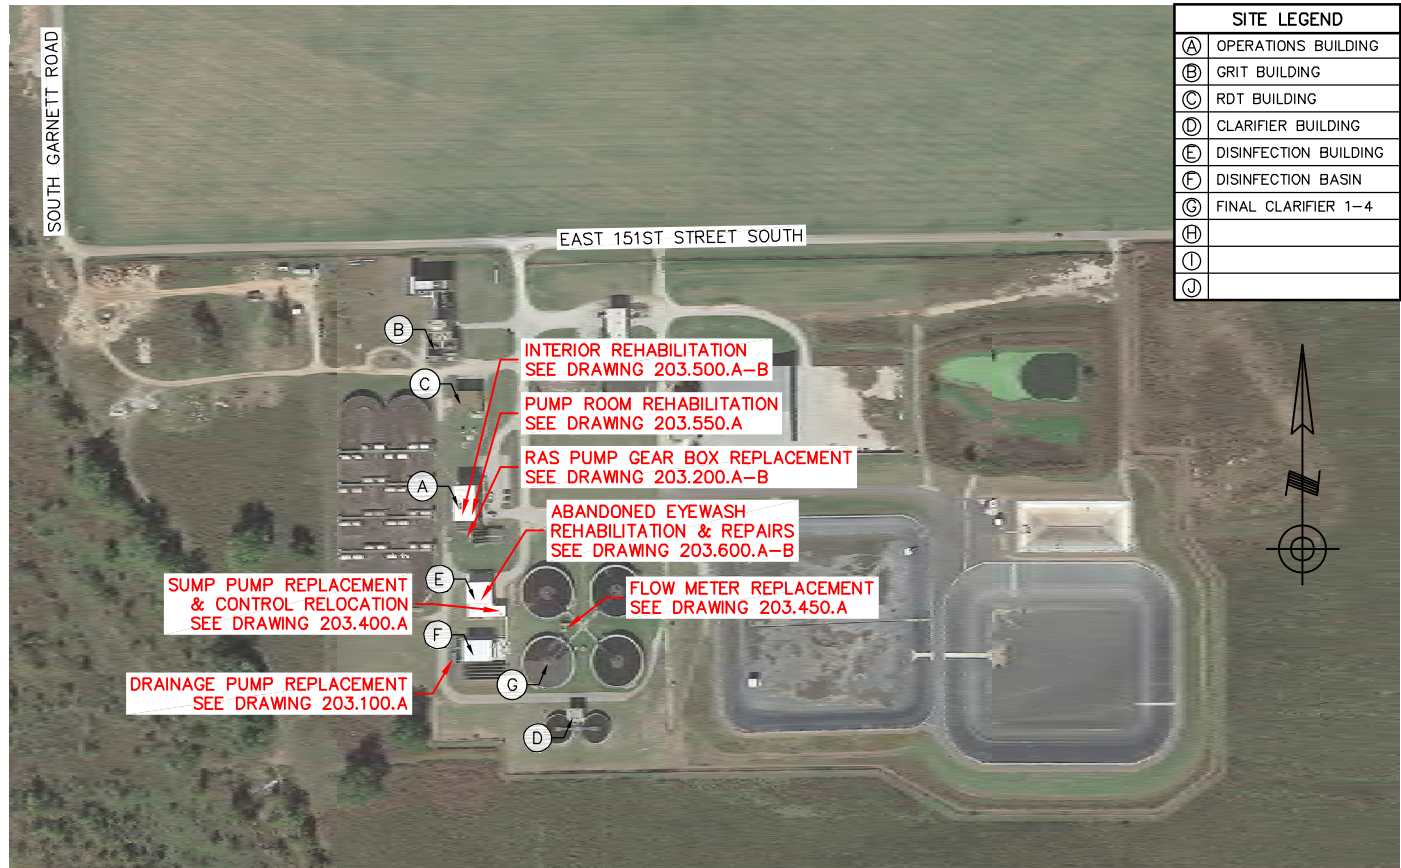 SITE LEGEND
A OPERATIONS BUILDING
B GRIT BUILDING
C RDT BUILDING
D CLARIFIER BUILDING
E DISINFECTION BUILDING
F DISINFECTION BASIN
G FINAL CLARIFIER 1-4
H
I
J
SOUTH GARNETT ROAD
EAST 151ST STREET SOUTH
B
INTERIOR REHABILITATION
SEE DRAWING 203.500.A-B
C
PUMP ROOM REHABILITATION
SEE DRAWING 203.550.A
RAS PUMP GEAR BOX REPLACEMENT
SEE DRAWING 203.200.A-B
A
ABANDONED EYEWASH
REHABILITATION & REPAIRS
SEE DRAWING 203.600.A-B
E
SUMP PUMP REPLACEMENT
& CONTROL RELOCATION
SEE DRAWING 203.400.A
FLOW METER REPLACEMENT
SEE DRAWING 203.450.A
F
DRAINAGE PUMP REPLACEMENT
SEE DRAWING 203.100.A
G
D
N